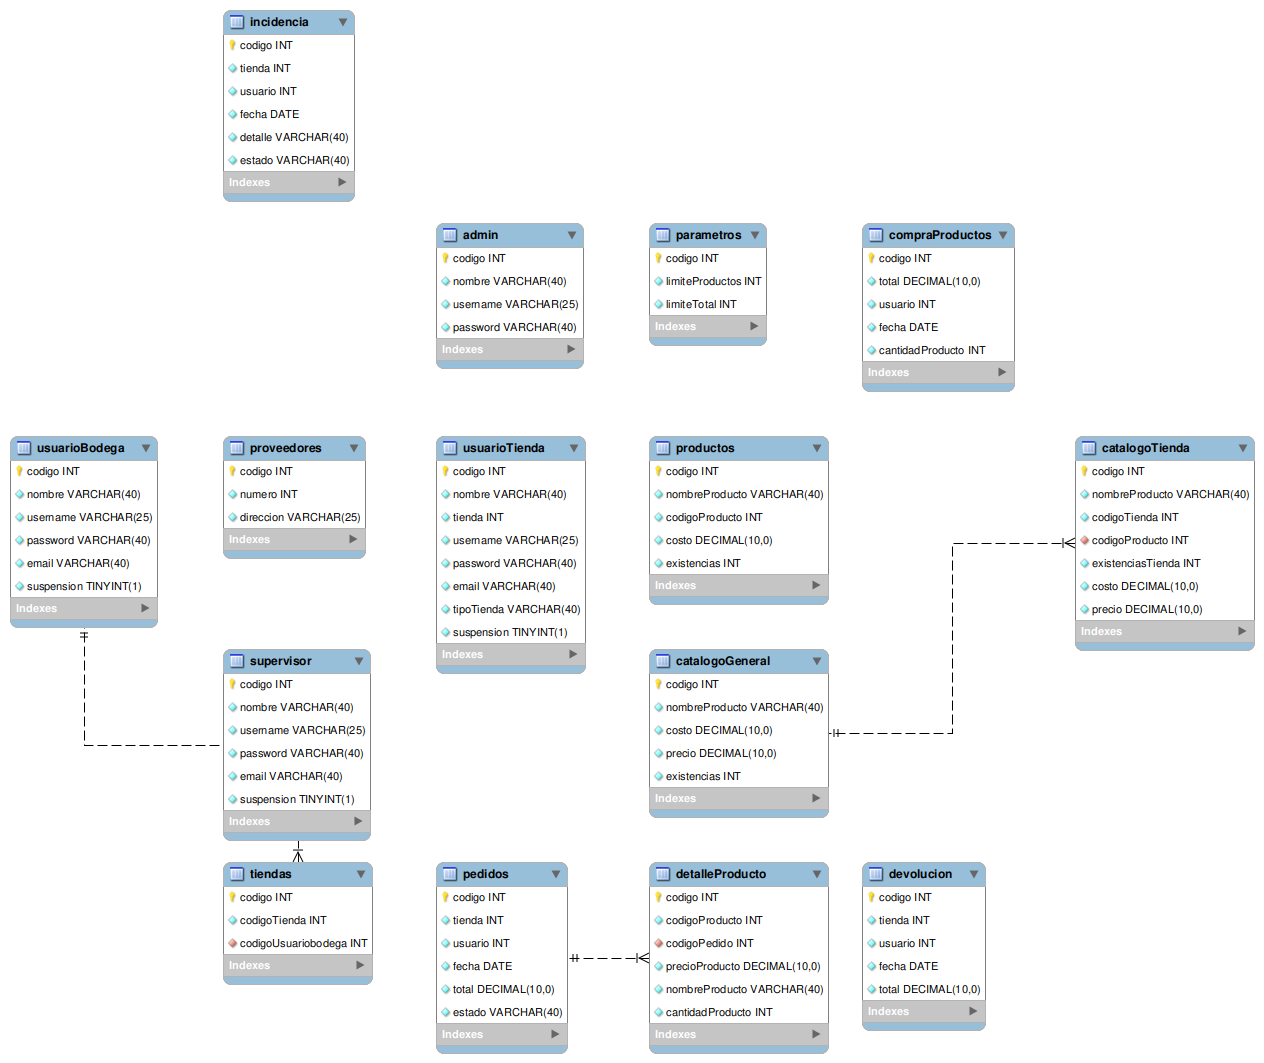 incidencia
codigo INT
tienda INT
usuario INT
fecha DATE
detalle VARCHAR(40)
estado VARCHAR(40)
Indexes
admin
codigo INT
nombre VARCHAR(40)
username VARCHAR(25)
password VARCHAR(40)
Indexes
parametros
codigo INT
limiteProductos INT
limiteTotal INT
Indexes
compraProductos
codigo INT
total DECIMAL(10,0)
usuario INT
fecha DATE
cantidadProducto INT
Indexes
usuarioBodega
codigo INT
nombre VARCHAR(40)
username VARCHAR(25)
password VARCHAR(40)
email VARCHAR(40)
suspension TINYINT(1)
Indexes
proveedores
codigo INT
numero INT
direccion VARCHAR(25)
Indexes
usuarioTienda
codigo INT
nombre VARCHAR(40)
tienda INT
username VARCHAR(25)
password VARCHAR(40)
email VARCHAR(40)
tipoTienda VARCHAR(40)
suspension TINYINT(1)
Indexes
productos
codigo INT
nombreProducto VARCHAR(40)
codigoProducto INT
costo DECIMAL(10,0)
existencias INT
Indexes
catalogoTienda
codigo INT
nombreProducto VARCHAR(40)
codigoTienda INT
codigoProducto INT
existenciasTienda INT
costo DECIMAL(10,0)
precio DECIMAL(10,0)
Indexes
supervisor
codigo INT
nombre VARCHAR(40)
username VARCHAR(25)
password VARCHAR(40)
email VARCHAR(40)
suspension TINYINT(1)
Indexes
catalogoGeneral
codigo INT
nombreProducto VARCHAR(40)
costo DECIMAL(10,0)
precio DECIMAL(10,0)
existencias INT
Indexes
tiendas
codigo INT
codigoTienda INT
codigoUsuariobodega INT
Indexes
pedidos
codigo INT
tienda INT
usuario INT
fecha DATE
total DECIMAL(10,0)
estado VARCHAR(40)
Indexes
detalleProducto
codigo INT
codigoProducto INT
codigoPedido INT
precioProducto DECIMAL(10,0)
nombreProducto VARCHAR(40)
cantidadProducto INT
Indexes
devolucion
codigo INT
tienda INT
usuario INT
fecha DATE
total DECIMAL(10,0)
Indexes